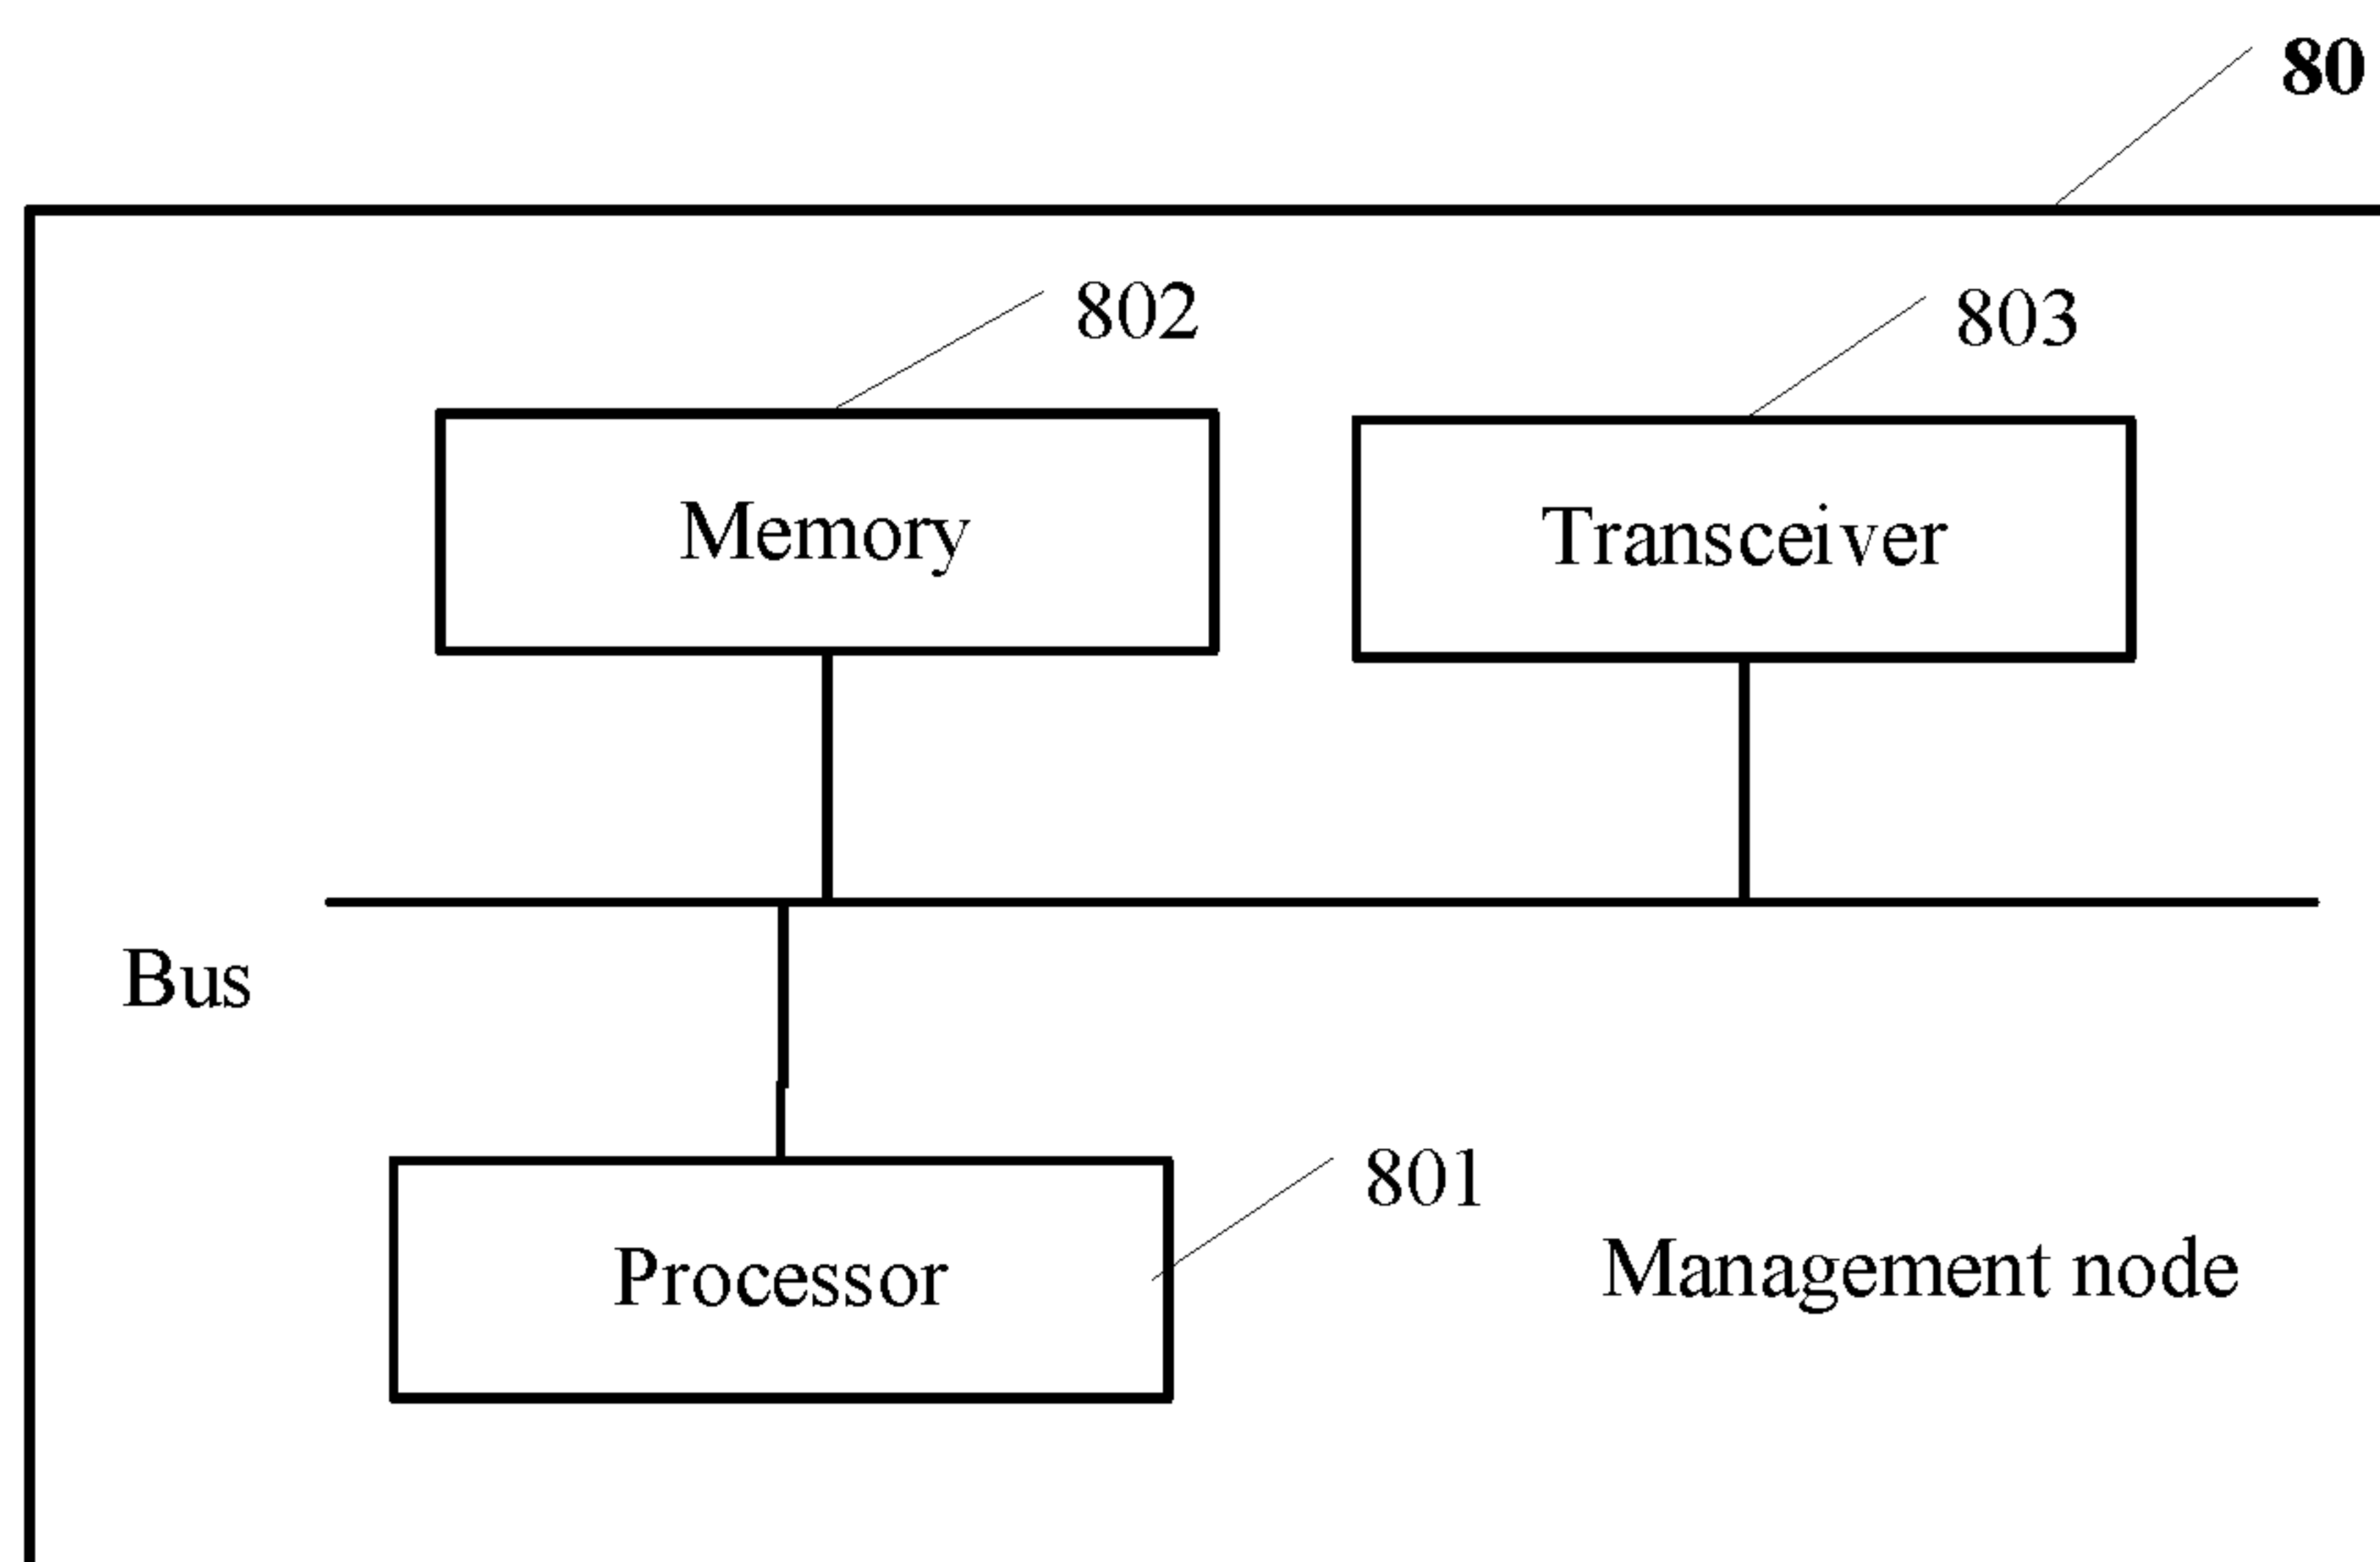 80
802
803
Memory
Transceiver
Bus
801
Management node
Processor